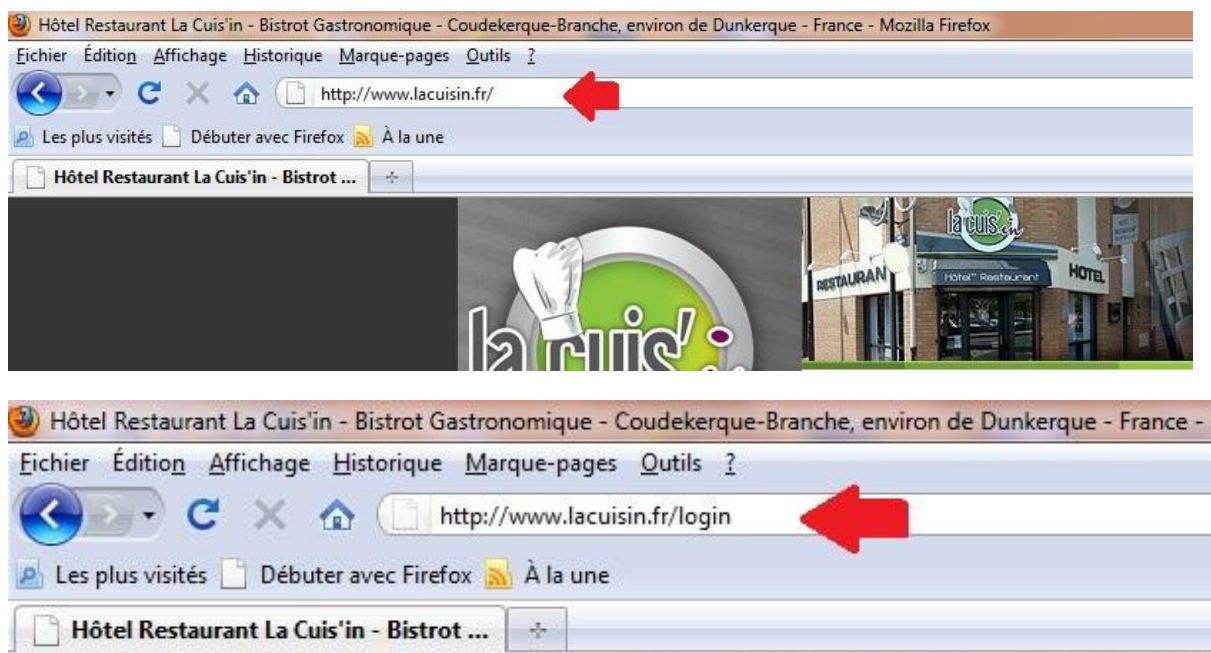 Hôtel Restaurant La Cuis'in - Bistrot Gastronomique - Coudekerque-Branche, environ de Dunkerque - France - Mozilla Firefox
Fichier Édition Affichage Historique Marque-pages Outils ?
http://www.lacuisin.fr/
Les plus visités Débuter avec Firefox À la une
Hôtel Restaurant La Cuis'in - Bistrot ...
la cuis'in
RESTAURAN
Hôtel** Restaurant
HOTEL
la cuis'
Hôtel Restaurant La Cuis'in - Bistrot Gastronomique - Coudekerque-Branche, environ de Dunkerque - France -
Fichier Édition Affichage Historique Marque-pages Outils ?
http://www.lacuisin.fr/login
Les plus visités Débuter avec Firefox À la une
Hôtel Restaurant La Cuis'in - Bistrot ...